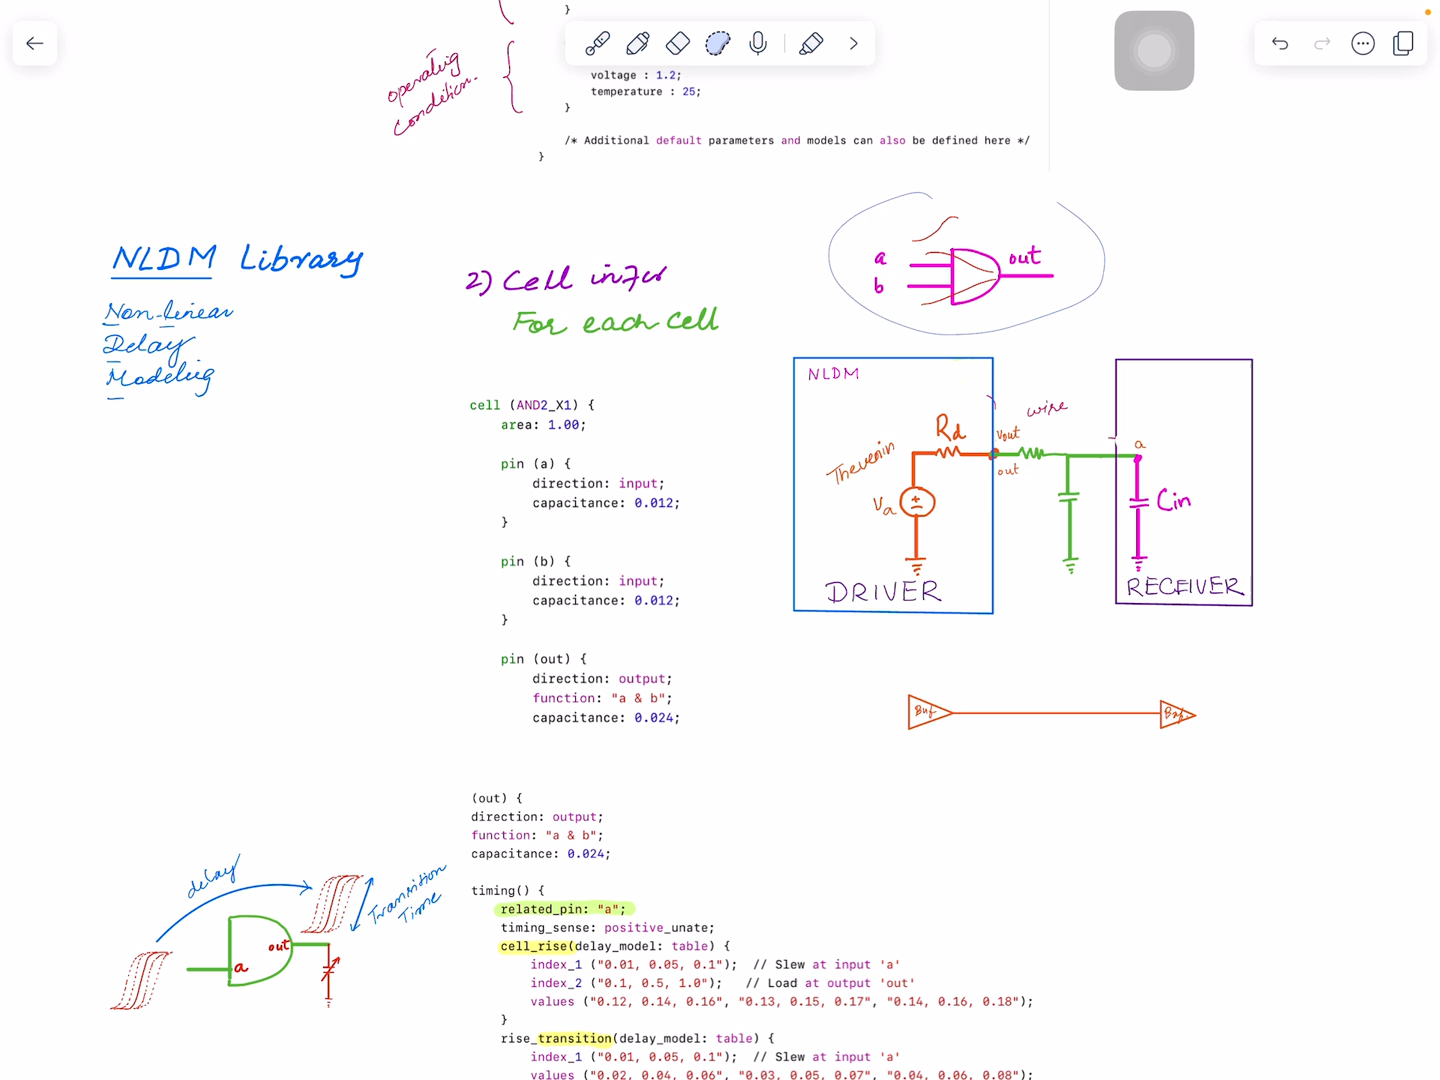 }
operating
condition.
voltage : 1.2;
temperature : 25;
}
/* Additional default parameters and models can also be defined here */
}
NLDM Library
Non-linear
Delay
Modeling
2) Cell
For each cell
a
b
out
cell (AND2_X1) {
area: 1.00;
pin (a) {
direction: input;
capacitance: 0.012;
}
pin (b) {
direction: input;
capacitance: 0.012;
}
pin (out) {
direction: output;
function: "a & b";
capacitance: 0.024;
NLDM
Thevenin
Rd
Va
Vout
out
wire
a
Cin
DRIVER
RECEIVER
Buf
(out) {
direction: output;
function: "a & b";
capacitance: 0.024;
timing() {
related_pin: "a";
timing_sense: positive_unate;
cell_rise(delay_model: table) {
index_1 ("0.01, 0.05, 0.1"); // Slew at input 'a'
index_2 ("0.1, 0.5, 1.0"); // Load at output 'out'
values ("0.12, 0.14, 0.16", "0.13, 0.15, 0.17", "0.14, 0.16, 0.18");
}
rise_transition(delay_model: table) {
index_1 ("0.01, 0.05, 0.1"); // Slew at input 'a'
values ("0.02, 0.04, 0.06", "0.03, 0.05, 0.07", "0.04, 0.06, 0.08");
delay
Transition
Time
a
out